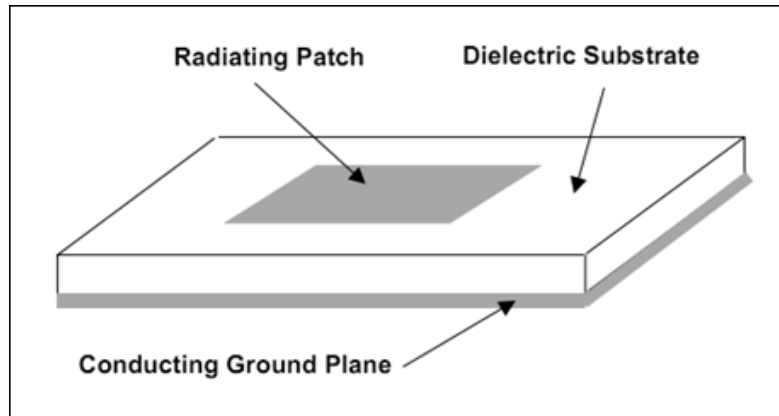 Radiating Patch
Dielectric Substrate
Conducting Ground Plane